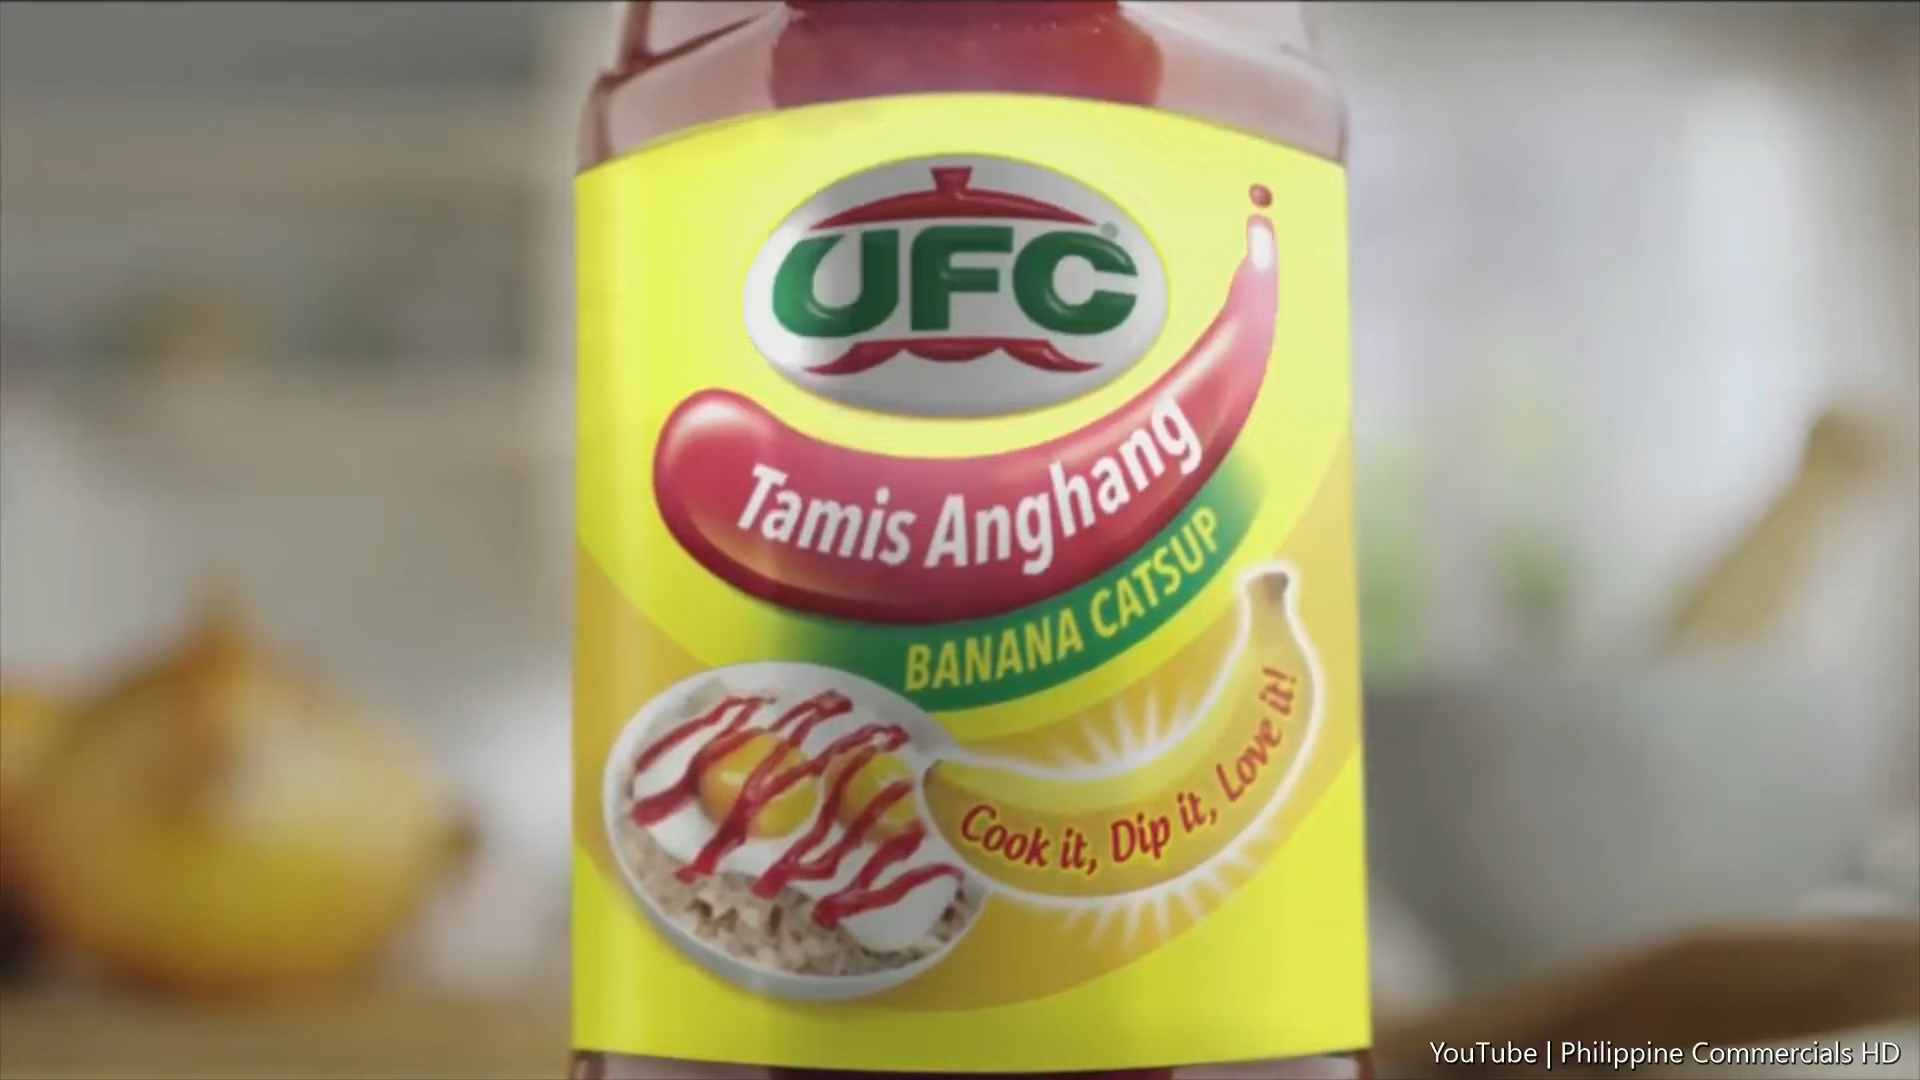 UFC
Tamis Anghang
BANANA CATSUP
Cook it, Dip it, Love it!
YouTube | Philippine Commercials HD